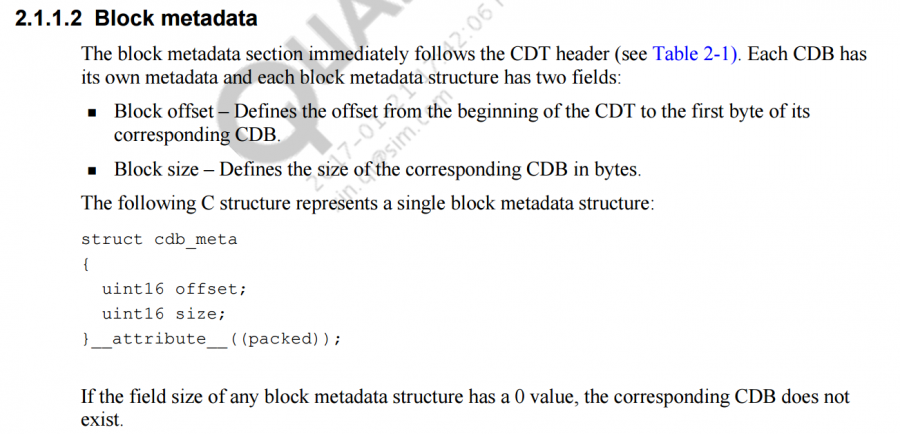 2.1.1.2 Block metadata
The block metadata section immediately follows the CDT header (see Table 2-1). Each CDB has
its own metadata and each block metadata structure has two fields:
▪ Block offset – Defines the offset from the beginning of the CDT to the first byte of its
corresponding CDB.
▪ Block size – Defines the size of the corresponding CDB in bytes.
The following C structure represents a single block metadata structure:
struct cdb_meta
{
uint16 offset;
uint16 size;
}__attribute__((packed));
If the field size of any block metadata structure has a 0 value, the corresponding CDB does not
exist.